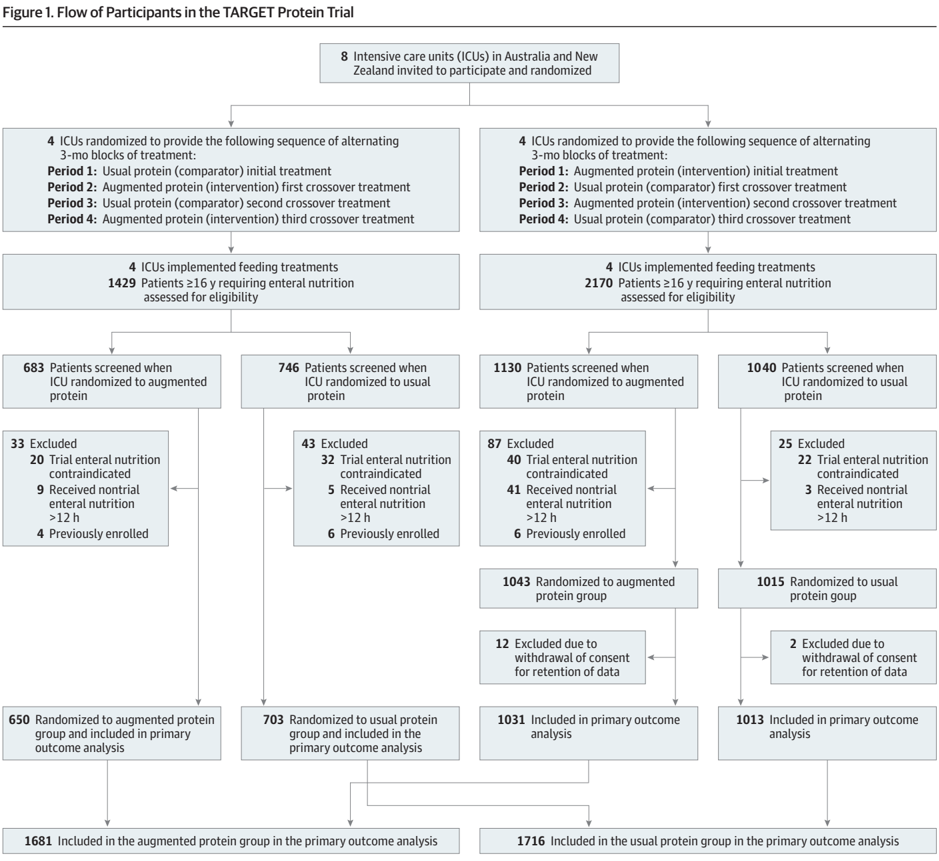 Figure 1. Flow of Participants in the TARGET Protein Trial
8 Intensive care units (ICUs) in Australia and New
Zealand invited to participate and randomized
4 ICUs randomized to provide the following sequence of alternating
3-mo blocks of treatment:
Period 1: Usual protein (comparator) initial treatment
Period 2: Augmented protein (intervention) first crossover treatment
Period 3: Usual protein (comparator) second crossover treatment
Period 4: Augmented protein (intervention) third crossover treatment
4 ICUs randomized to provide the following sequence of alternating
3-mo blocks of treatment:
Period 1: Augmented protein (intervention) initial treatment
Period 2: Usual protein (comparator) first crossover treatment
Period 3: Augmented protein (intervention) second crossover treatment
Period 4: Usual protein (comparator) third crossover treatment
4 ICUs implemented feeding treatments
1429 Patients ≥16 y requiring enteral nutrition
assessed for eligibility
4 ICUs implemented feeding treatments
2170 Patients ≥16 y requiring enteral nutrition
assessed for eligibility
683 Patients screened when
ICU randomized to augmented
protein
746 Patients screened when
ICU randomized to usual
protein
1130 Patients screened when
ICU randomized to augmented
protein
1040 Patients screened when
ICU randomized to usual
protein
33 Excluded
20 Trial enteral nutrition
contraindicated
9 Received nontrial
enteral nutrition
>12 h
4 Previously enrolled
43 Excluded
32 Trial enteral nutrition
contraindicated
5 Received nontrial
enteral nutrition
>12 h
6 Previously enrolled
87 Excluded
40 Trial enteral nutrition
contraindicated
41 Received nontrial
enteral nutrition
>12 h
6 Previously enrolled
25 Excluded
22 Trial enteral nutrition
contraindicated
3 Received nontrial
enteral nutrition
>12 h
1043 Randomized to augmented
protein group
1015 Randomized to usual
protein gruop
12 Excluded due to
withdrawal of consent
for retention of data
2 Excluded due to
withdrawal of consent
for retention of data
650 Randomized to augmented protein
group and included in primary
outcome analysis
703 Randomized to usual protein
group and included in the
primary outcome analysis
1031 Included in primary outcome
analysis
1013 Included in primary outcome
analysis
1681 Included in the augmented protein group in the primary outcome analysis
1716 Included in the usual protein group in the primary outcome analysis